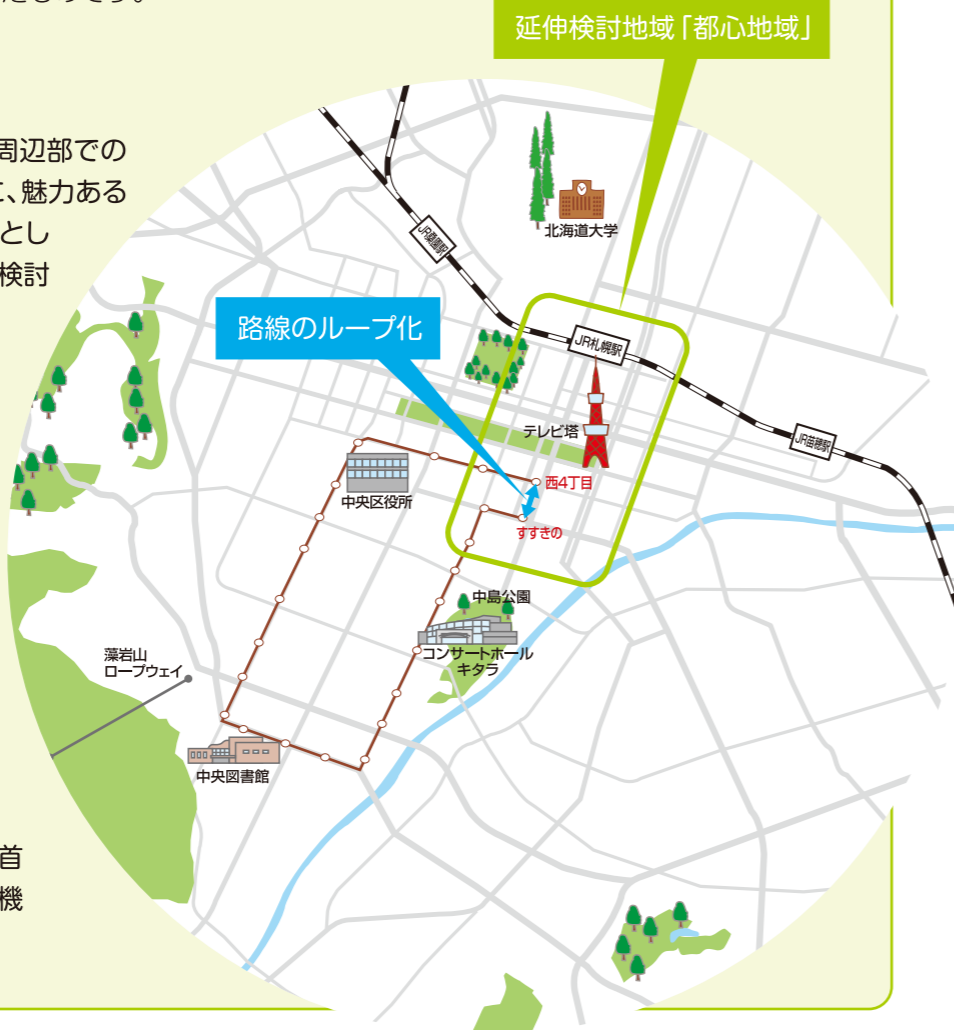 延伸検討地域「都心地域」
周辺部での
、魅力ある
とし
検討
北海道大学
JR桑園駅
路線のループ化
JR札幌駅
テレビ塔
JR苗穂駅
西4丁目
中央区役所
すすきの
中島公園
コンサートホール
キタラ
藻岩山
ロープウェイ
中央図書館
首
機